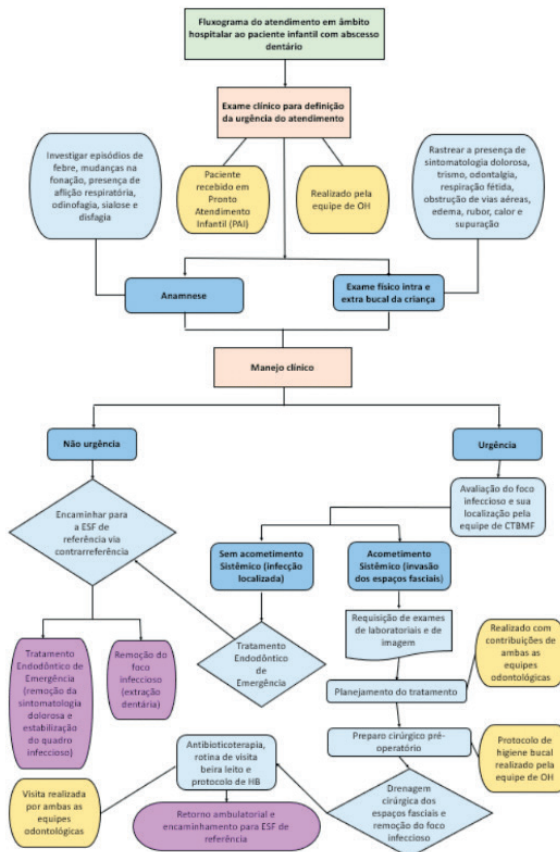 Fluxograma do atendimento em âmbito
hospitalar ao paciente infantil com abscesso
dentário
Exame clínico para definição
da urgência do atendimento
Investigar episódios de
febre, mudanças na
fonação, presença de
aflição respiratória,
odinofagia, sialose e
disfagia
Paciente
recebido em
Pronto
Atendimento
Infantil (PAI)
Realizado pela
equipe de OH
Rastrear a presença de
sintomatologia dolorosa,
trismo, odontalgia,
respiração fétida,
obstrução de vias aéreas,
edema, rubor, calor e
supuração
Anamnese
Exame físico intra e
extra bucal da criança
Manejo clínico
Não urgência
Urgência
Encaminhar para
a ESF de
referência via
contrarreferência
Avaliação do foco
infeccioso e sua
localização pela
equipe de CTBMF
Sem acometimento
Sistêmico (infecção
localizada)
Acometimento
Sistêmico (invasão
dos espaços fasciais)
Tratamento
Endodôntico de
Emergência
(remoção da
sintomatologia
dolorosa e
estabilização
do quadro
infeccioso)
Remoção do
foco
infeccioso
(extração
dentária)
Tratamento
Endodôntico de
Emergência
Requisição de exames
de laboratoriais e de
imagem
Realizado com
contribuições de
ambas as
equipes
odontológicas
Planejamento do tratamento
Preparo cirúrgico pré-
operatório
Protocolo de
higiene bucal
realizado pela
equipe de OH
Antibioticoterapia,
rotina de visita
beira leito e
protocolo de HB
Visita realizada
por ambas as
equipes
odontológicas
Retorno ambulatorial e
encaminhamento para ESF de
referência
Drenagem
cirúrgica dos
espaços fasciais e
remoção do foco
infeccioso